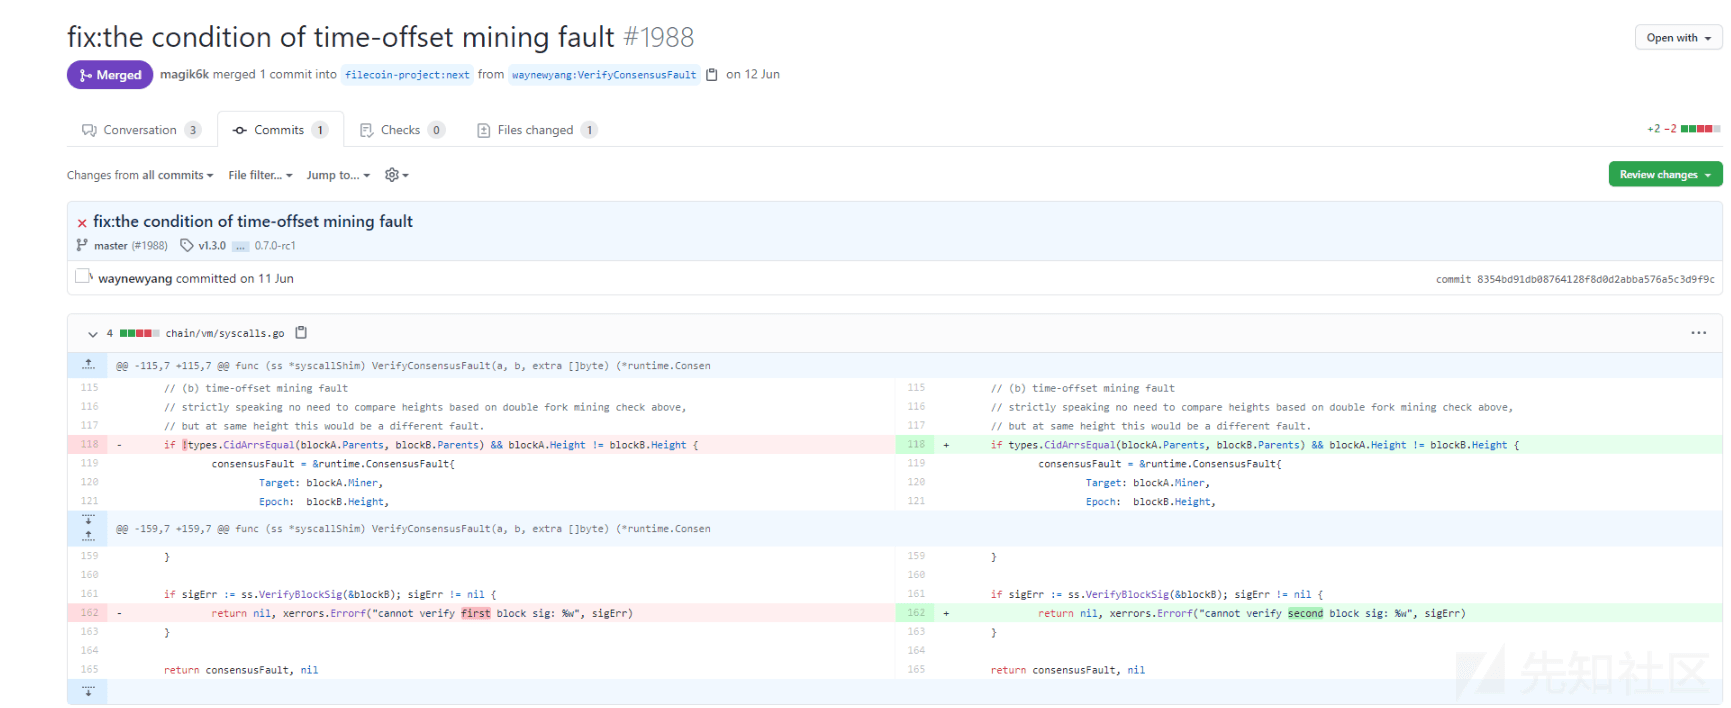 fix:the condition of time-offset mining fault #1988
Open with
Merged magik6k merged 1 commit into filecoin-project:next from waynewyang:VerifyConsensusFault on 12 Jun
Conversation 3 Commits 1 Checks 0 Files changed 1 +2 −2
Changes from all commits File filter... Jump to...
Review changes
fix:the condition of time-offset mining fault
master (#1988) v1.3.0 ... 0.7.0-rc1
waynewyang committed on 11 Jun commit 8354bd91db08764128f8d0d2abba576a5c3d9f9c
4 chain/vm/syscalls.go
@@ -115,7 +115,7 @@ func (ss *syscallShim) VerifyConsensusFault(a, b, extra []byte) (*runtime.Consen
115 // (b) time-offset mining fault 115 // (b) time-offset mining fault
116 // strictly speaking no need to compare heights based on double fork mining check above, 116 // strictly speaking no need to compare heights based on double fork mining check above,
117 // but at same height this would be a different fault. 117 // but at same height this would be a different fault.
118 - if !types.CidArrsEqual(blockA.Parents, blockB.Parents) && blockA.Height != blockB.Height { 118 + if types.CidArrsEqual(blockA.Parents, blockB.Parents) && blockA.Height != blockB.Height {
119 consensusFault = &runtime.ConsensusFault{ 119 consensusFault = &runtime.ConsensusFault{
120 Target: blockA.Miner, 120 Target: blockA.Miner,
121 Epoch: blockB.Height, 121 Epoch: blockB.Height,
@@ -159,7 +159,7 @@ func (ss *syscallShim) VerifyConsensusFault(a, b, extra []byte) (*runtime.Consen
159 } 159 }
160 160
161 if sigErr := ss.VerifyBlockSig(&blockB); sigErr != nil { 161 if sigErr := ss.VerifyBlockSig(&blockB); sigErr != nil {
162 - return nil, xerrors.Errorf("cannot verify first block sig: %w", sigErr) 162 + return nil, xerrors.Errorf("cannot verify second block sig: %w", sigErr)
163 } 163 }
164 164
165 return consensusFault, nil 165 return consensusFault, nil
先知社区